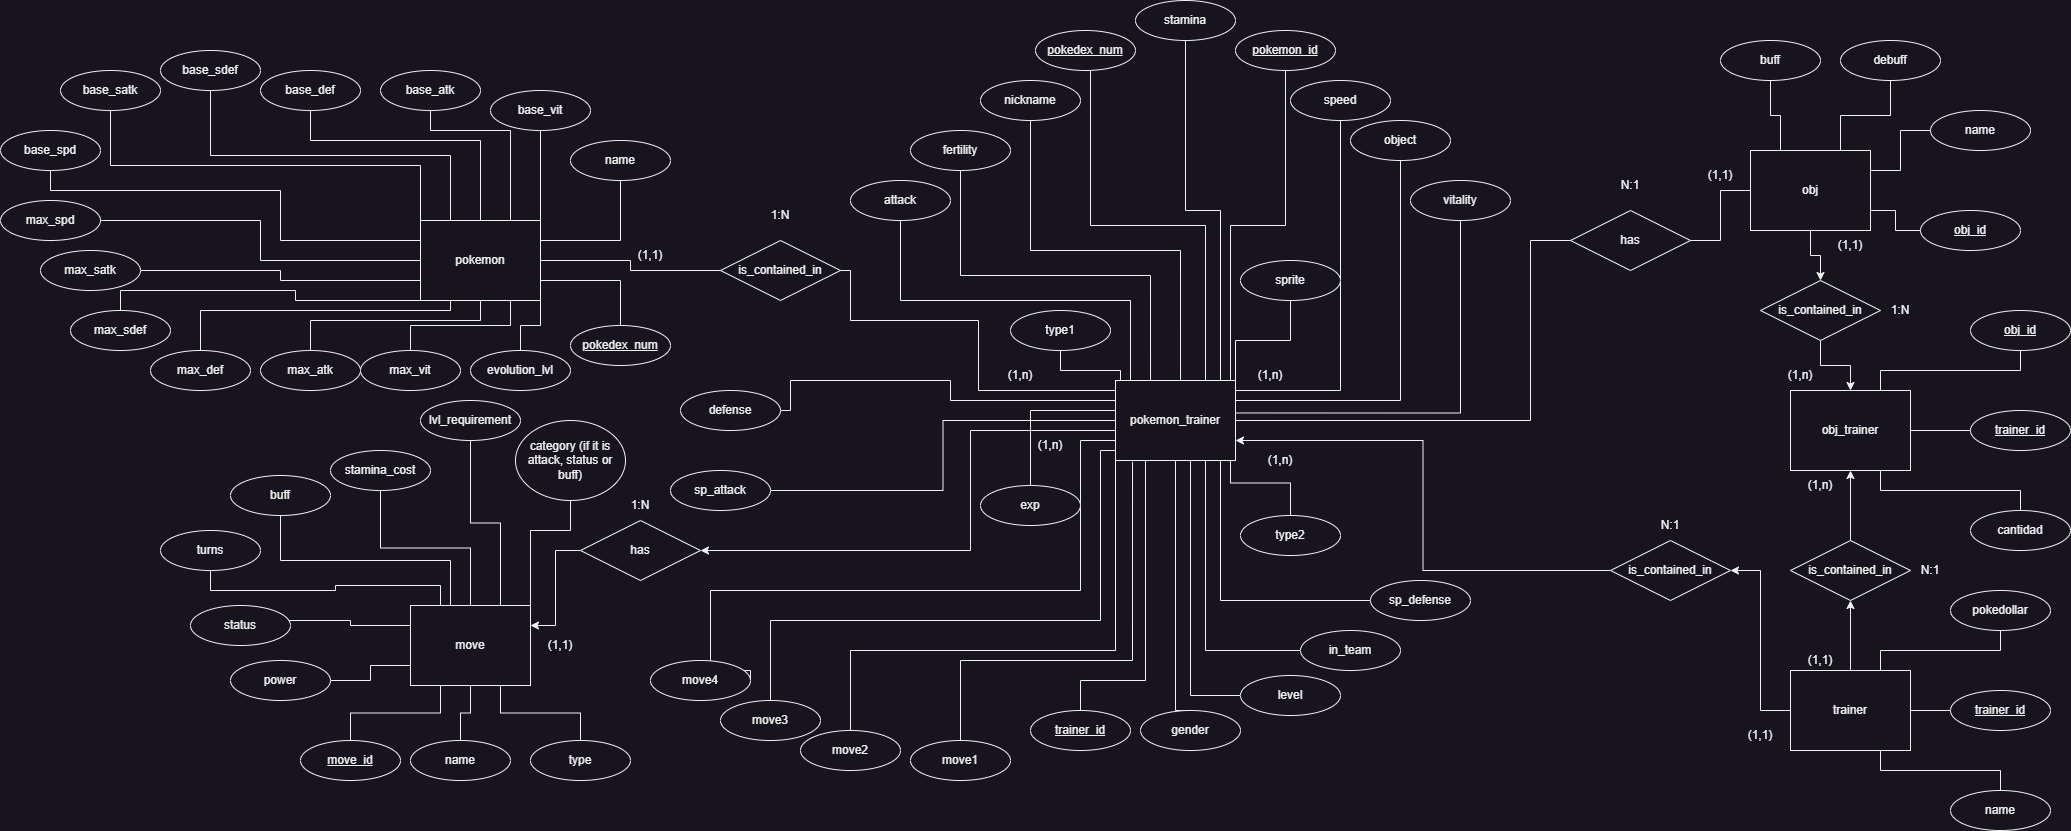 stamina
pokedex_num
pokemon_id
base_sdef
base_satk
base_def
base_atk
base_vit
buff
debuff
nickname
speed
name
object
base_spd
fertility
name
attack
vitality
N:1
(1,1)
obj
max_spd
1:N
obj_id
has
(1,1)
(1,1)
max_satk
pokemon
is_contained_in
sprite
is_contained_in
1:N
max_sdef
type1
obj_id
pokedex_num
max_def
max_atk
max_vit
evolution_lvl
(1,n)
(1,n)
(1,n)
defense
lvl_requirement
pokemon_trainer
obj_trainer
trainer_id
category (if it is
attack, status or
buff)
(1,n)
(1,n)
stamina_cost
sp_attack
(1,n)
buff
exp
1:N
N:1
cantidad
type2
turns
has
is_contained_in
is_contained_in
N:1
sp_defense
pokedollar
status
move
(1,1)
in_team
(1,1)
power
move4
level
trainer
trainer_id
move3
trainer_id
gender
(1,1)
move2
move_id
name
type
move1
name